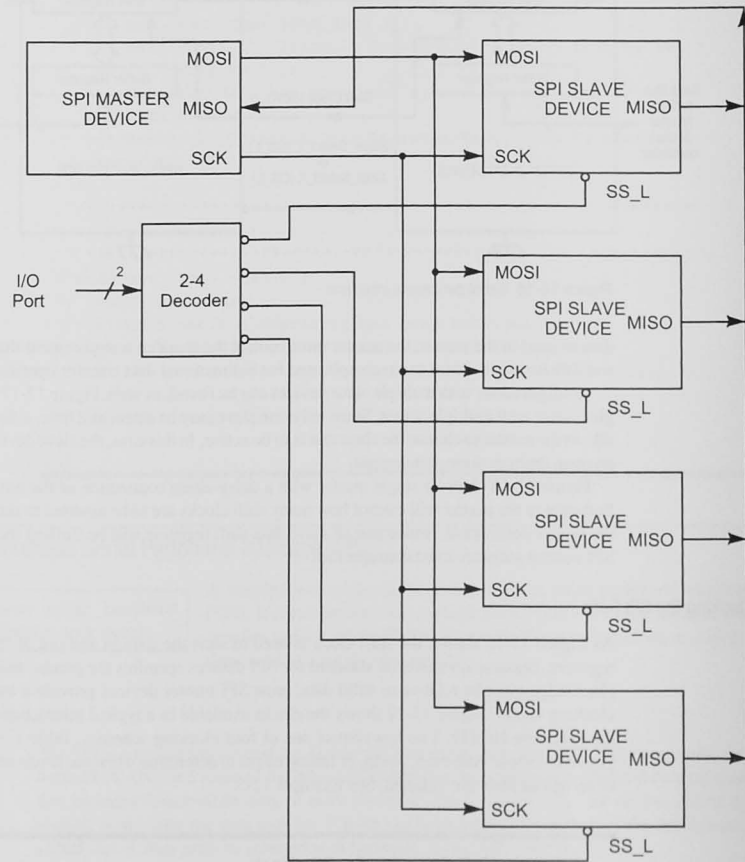 MOSI
SPI MASTER
DEVICE
MISO
SCK
MOSI
SPI SLAVE
DEVICE
MISO
SCK
SS_L
I/O
Port
2
2-4
Decoder
MOSI
SPI SLAVE
DEVICE
MISO
SCK
SS_L
MOSI
SPI SLAVE
DEVICE
MISO
SCK
SS_L
MOSI
SPI SLAVE
DEVICE
MISO
SCK
SS_L